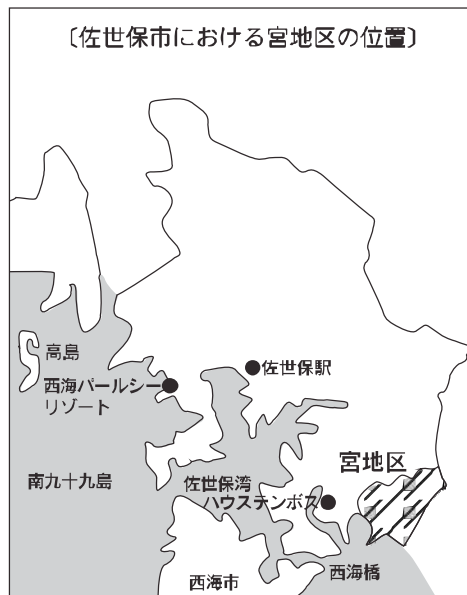 〔佐世保市における宮地区の位置〕
高島
佐世保駅
西海パールシー
リゾート
宮地区
南九十九島
佐世保湾
ハウステンボス
西海橋
西海市